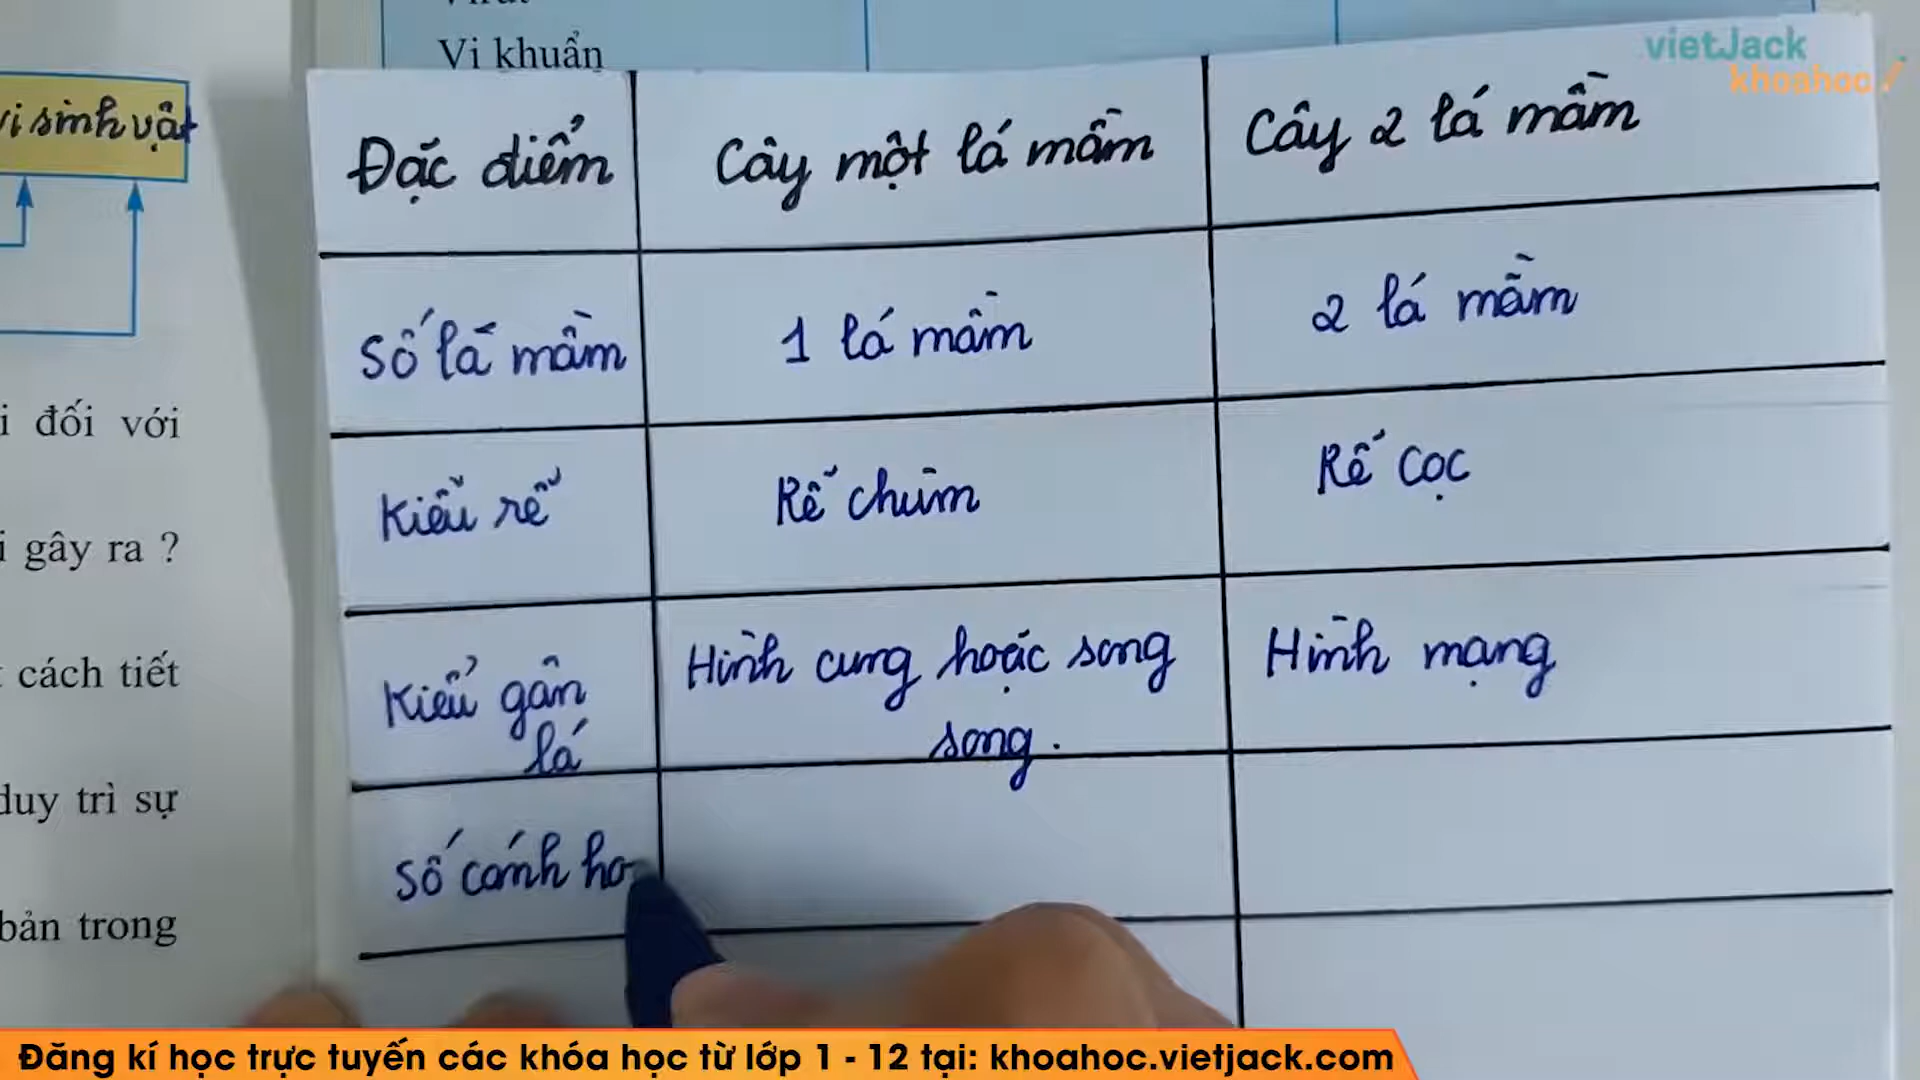 Vi khuẩn
vietJack
khoahoc
vi sinh vật
Đặc điểm
Cây một lá mầm
Cây 2 lá mầm
Số lá mầm
1 lá mầm
2 lá mầm
Kiểu rễ
Rễ chùm
Rễ cọc
Kiểu gân
lá
Hình cung hoặc song
song.
Hình mạng
Số cánh ho
i đối với
i gây ra ?
cách tiết
duy trì sự
bản trong
Đăng kí học trực tuyến các khóa học từ lớp 1 - 12 tại: khoahoc.vietjack.com